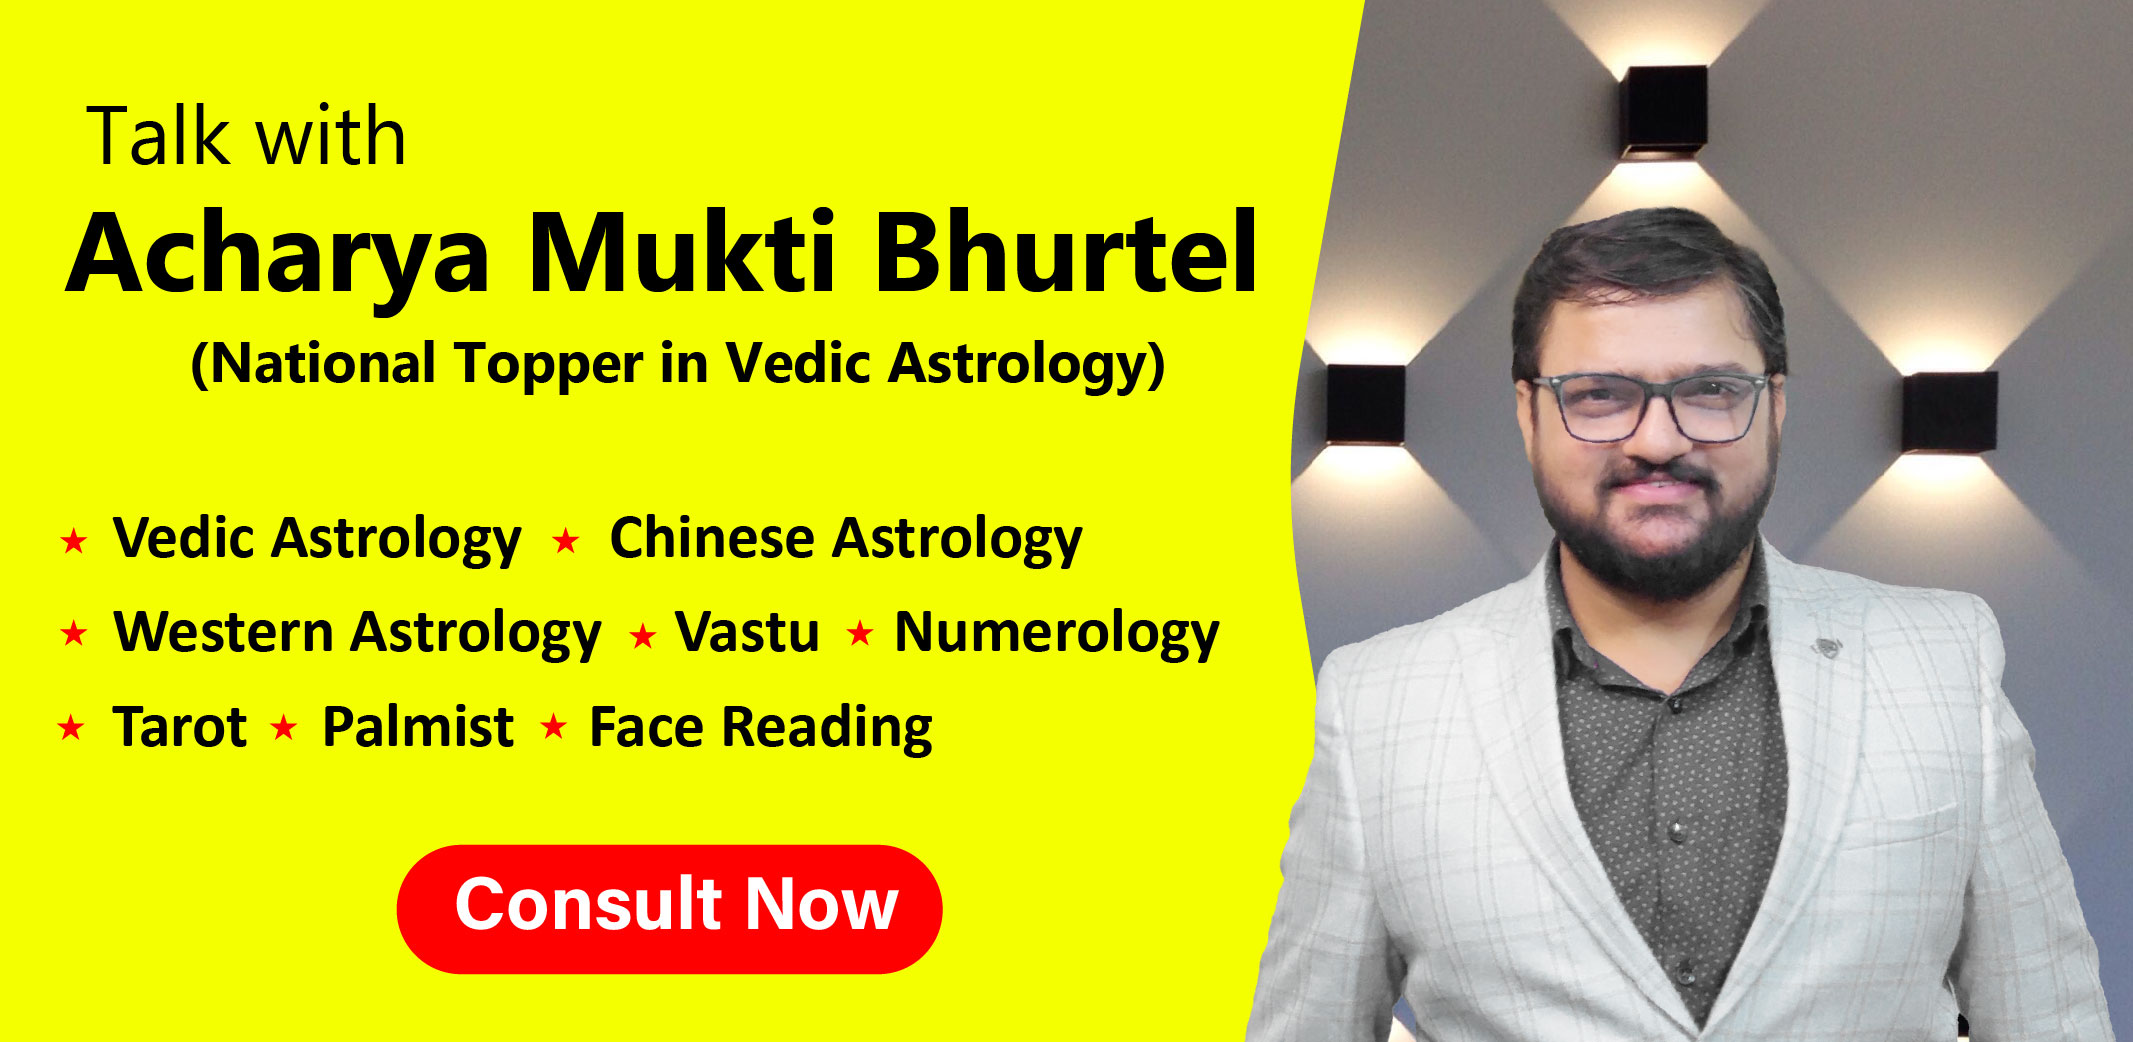 Talk with
Acharya Mukti Bhurtel
(National Topper in Vedic Astrology)
★ Vedic Astrology ★ Chinese Astrology
★ Western Astrology ★ Vastu ★ Numerology
★ Tarot ★ Palmist ★ Face Reading
Consult Now